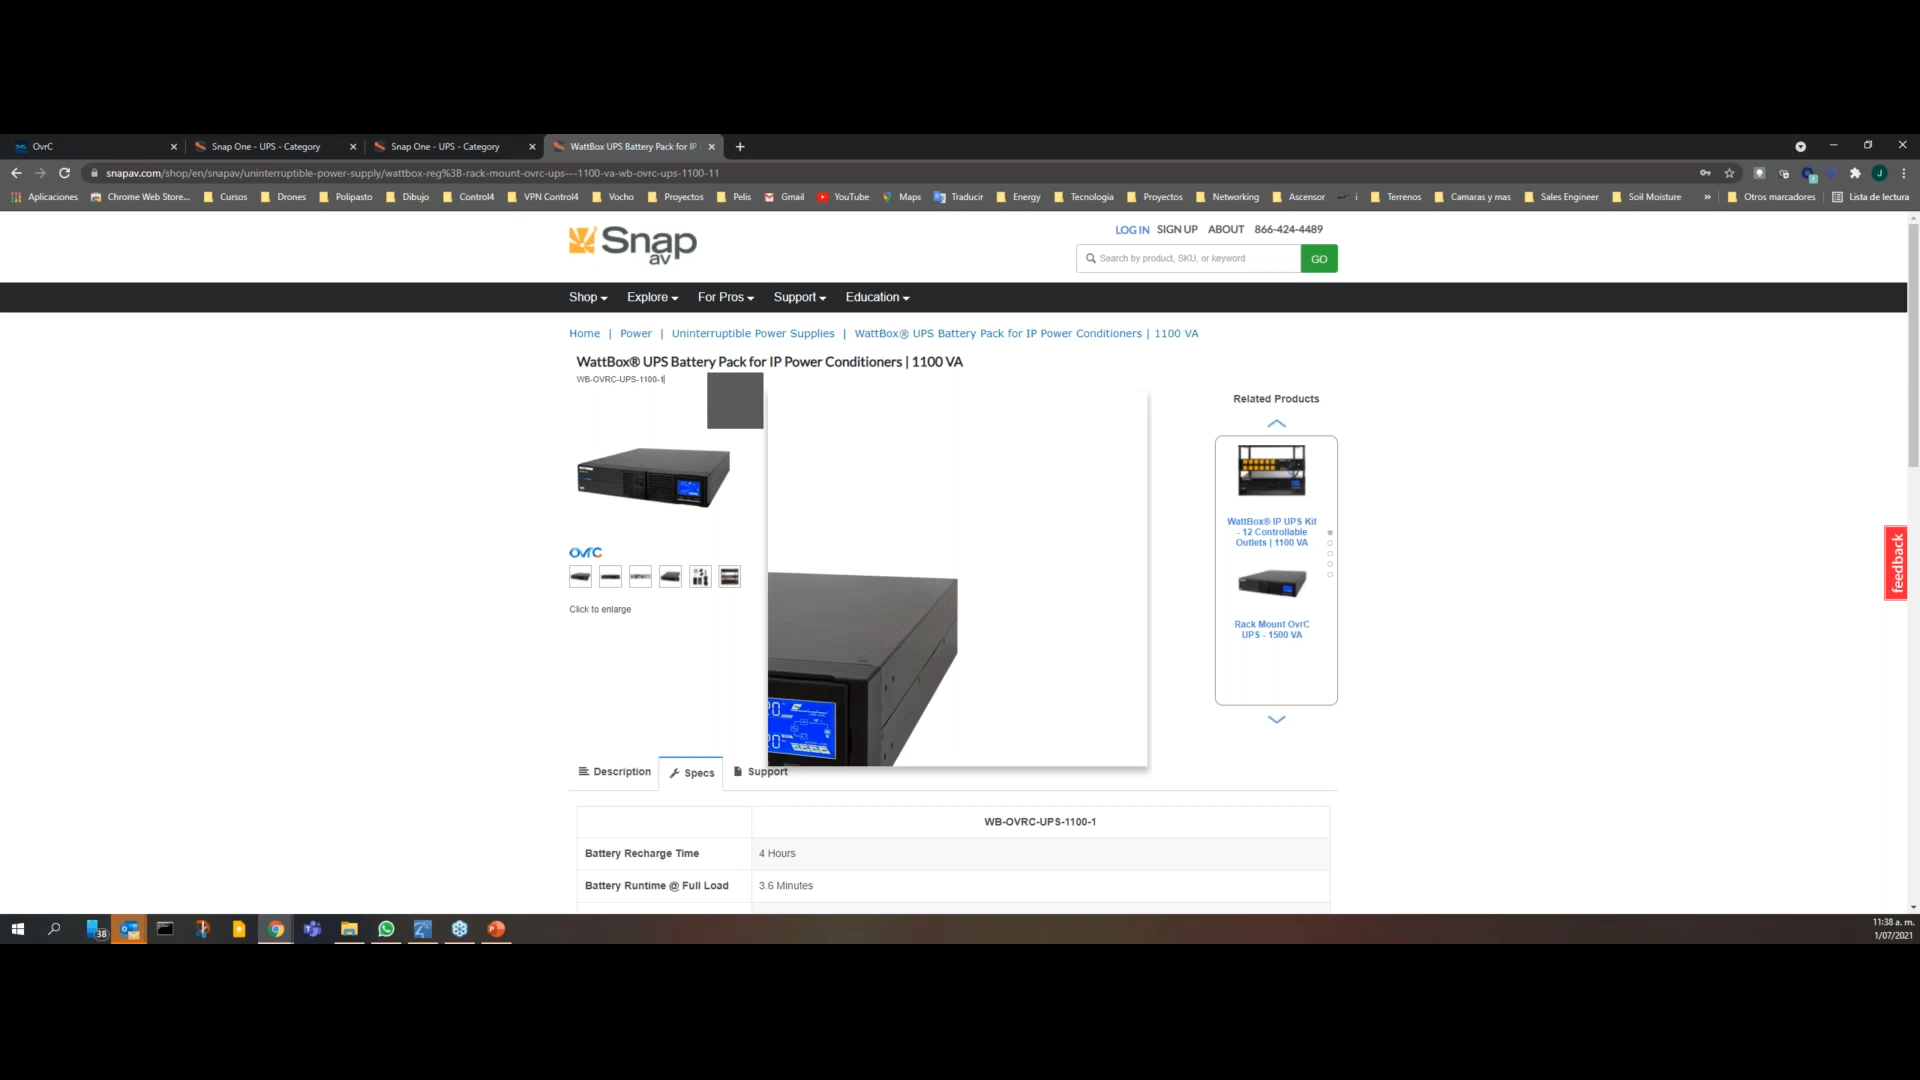 OvrC
Snap One - UPS - Category
Snap One - UPS - Category
WattBox UPS Battery Pack for IP
snapav.com/shop/en/snapav/uninterruptible-power-supply/wattbox-reg%3B-rack-mount-ovrc-ups---1100-va-wb-ovrc-ups-1100-11
Aplicaciones Chrome Web Store... Cursos Drones Polipasto Dibujo Control4 VPN Control4 Vocho Proyectos Pelis Gmail YouTube Maps Traducir Energy Tecnologia Proyectos Networking Ascensor i Terrenos Camaras y mas Sales Engineer Soil Moisture » Otros marcadores Lista de lectura
Snap
av
LOG IN SIGN UP ABOUT 866-424-4489
Search by product, SKU, or keyword GO
Shop Explore For Pros Support Education
Home | Power | Uninterruptible Power Supplies | WattBox® UPS Battery Pack for IP Power Conditioners | 1100 VA
WattBox® UPS Battery Pack for IP Power Conditioners | 1100 VA
WB-OVRC-UPS-1100-1
Related Products
WattBox® IP UPS Kit
- 12 Controllable
Outlets | 1100 VA
Rack Mount OvrC
UPS - 1500 VA
feedback
OvrC
Click to enlarge
Description Specs Support
WB-OVRC-UPS-1100-1
Battery Recharge Time 4 Hours
Battery Runtime @ Full Load 3.6 Minutes
38
11:38 a. m.
1/07/2021